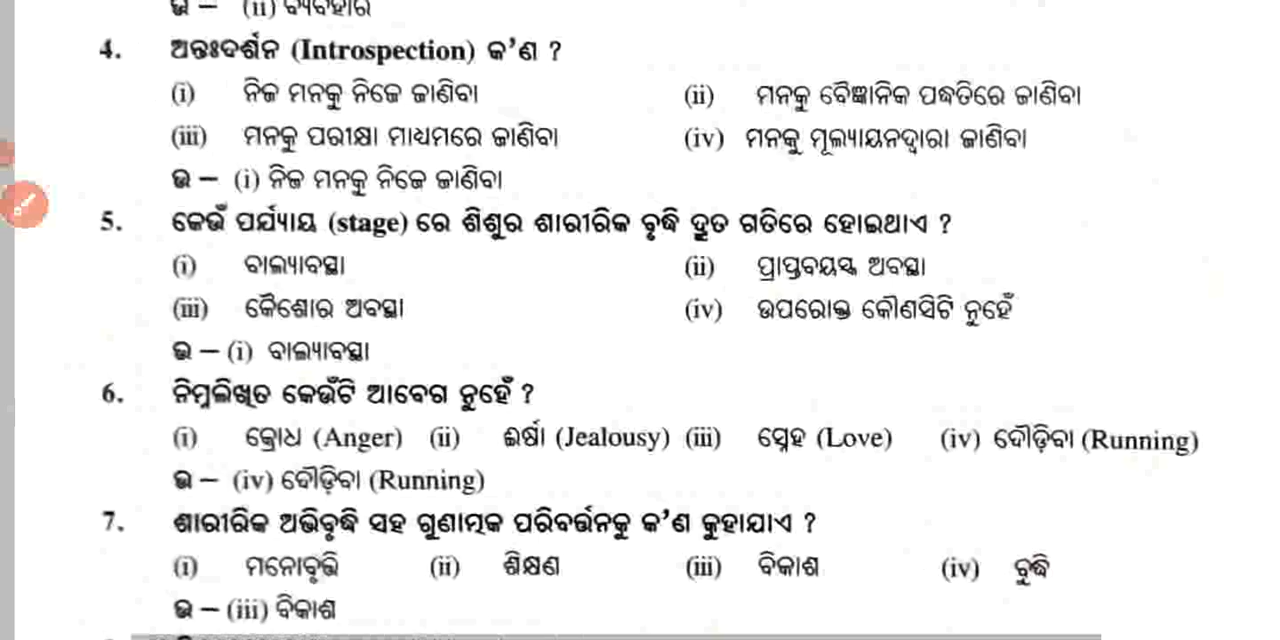 ଉ – (ii) ବ୍ୟବହାର
4. ଅନ୍ତଃଦର୍ଶନ (Introspection) କ’ଣ ?
(i) ନିଜ ମନକୁ ନିଜେ ଜାଣିବା (ii) ମନକୁ ବୈଜ୍ଞାନିକ ପଦ୍ଧତିରେ ଜାଣିବା
(iii) ମନକୁ ପରୀକ୍ଷା ମାଧ୍ୟମରେ ଜାଣିବା (iv) ମନକୁ ମୂଲ୍ୟାୟନଦ୍ୱାରା ଜାଣିବା
ଉ – (i) ନିଜ ମନକୁ ନିଜେ ଜାଣିବା
5. କେଉଁ ପର୍ଯ୍ୟାୟ (stage) ରେ ଶିଶୁର ଶାରୀରିକ ବୃଦ୍ଧି ଦ୍ରୁତ ଗତିରେ ହୋଇଥାଏ ?
(i) ବାଲ୍ୟାବସ୍ଥା (ii) ପ୍ରାପ୍ତବୟସ୍କ ଅବସ୍ଥା
(iii) କୈଶୋର ଅବସ୍ଥା (iv) ଉପରୋକ୍ତ କୌଣସିଟି ନୁହେଁ
ଉ – (i) ବାଲ୍ୟାବସ୍ଥା
6. ନିମ୍ନଲିଖିତ କେଉଁଟି ଆବେଗ ନୁହେଁ ?
(i) କ୍ରୋଧ (Anger) (ii) ଈର୍ଷା (Jealousy) (iii) ସ୍ନେହ (Love) (iv) ଦୌଡ଼ିବା (Running)
ଉ – (iv) ଦୌଡ଼ିବା (Running)
7. ଶାରୀରିକ ଅଭିବୃଦ୍ଧି ସହ ଗୁଣାତ୍ମକ ପରିବର୍ତ୍ତନକୁ କ’ଣ କୁହାଯାଏ ?
(i) ମନୋବୃତ୍ତି (ii) ଶିକ୍ଷଣ (iii) ବିକାଶ (iv) ବୁଦ୍ଧି
ଉ – (iii) ବିକାଶ